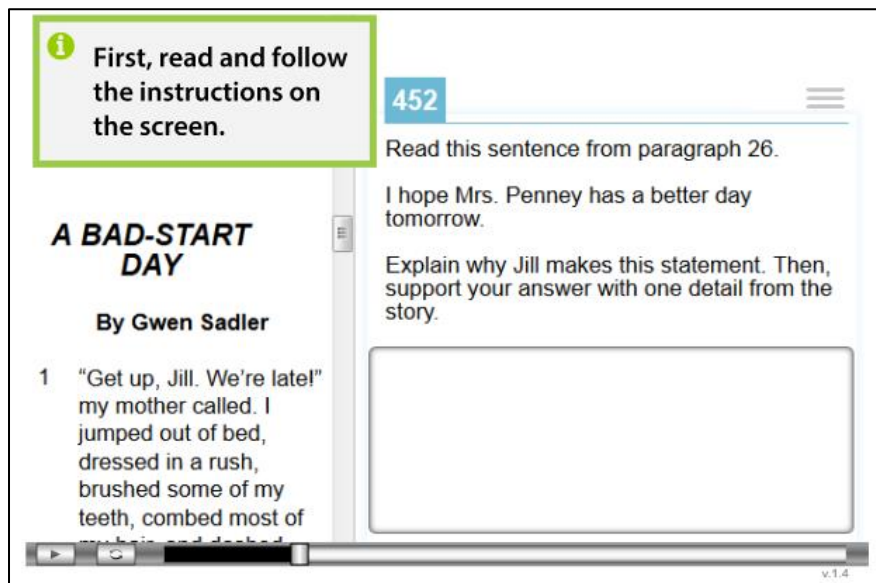 First, read and follow
the instructions on
the screen.
A BAD-START
DAY
By Gwen Sadler
1 "Get up, Jill. We're late!"
my mother called. I
jumped out of bed,
dressed in a rush,
brushed some of my
teeth, combed most of
452
Read this sentence from paragraph 26.
I hope Mrs. Penney has a better day
tomorrow.
Explain why Jill makes this statement. Then,
support your answer with one detail from the
story.
v.1.4